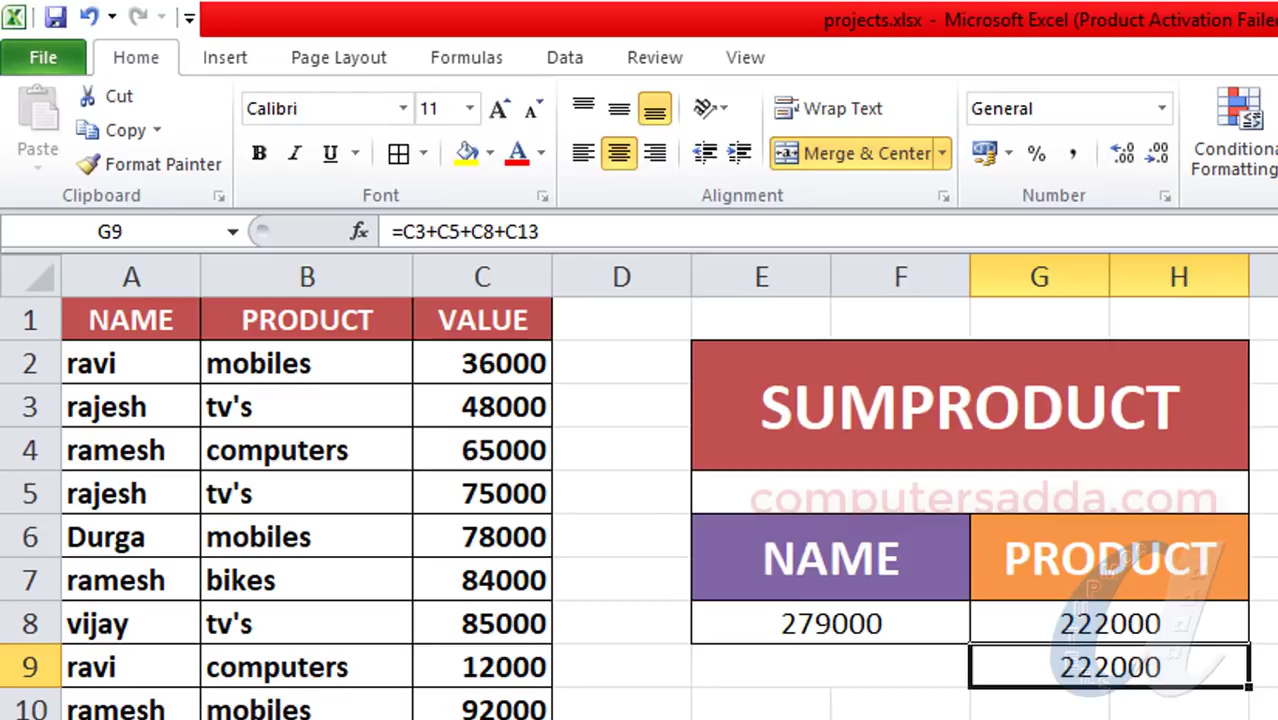 projects.xlsx - Microsoft Excel (Product Activation Faile
File Home Insert Page Layout Formulas Data Review View
Paste
Cut
Copy
Format Painter
Clipboard
Calibri 11
B I U A
Font
Wrap Text
Merge & Center
Alignment
General
% ,
Number
Conditiona
Formatting
G9 fx =C3+C5+C8+C13
A B C D E F G H
1 NAME PRODUCT VALUE
2 ravi mobiles 36000
3 rajesh tv's 48000
SUMPRODUCT
4 ramesh computers 65000
5 rajesh tv's 75000 computersadda.com
6 Durga mobiles 78000 NAME PRODUCT
7 ramesh bikes 84000
8 vijay tv's 85000 279000 222000
9 ravi computers 12000 222000
10 ramesh mobiles 92000